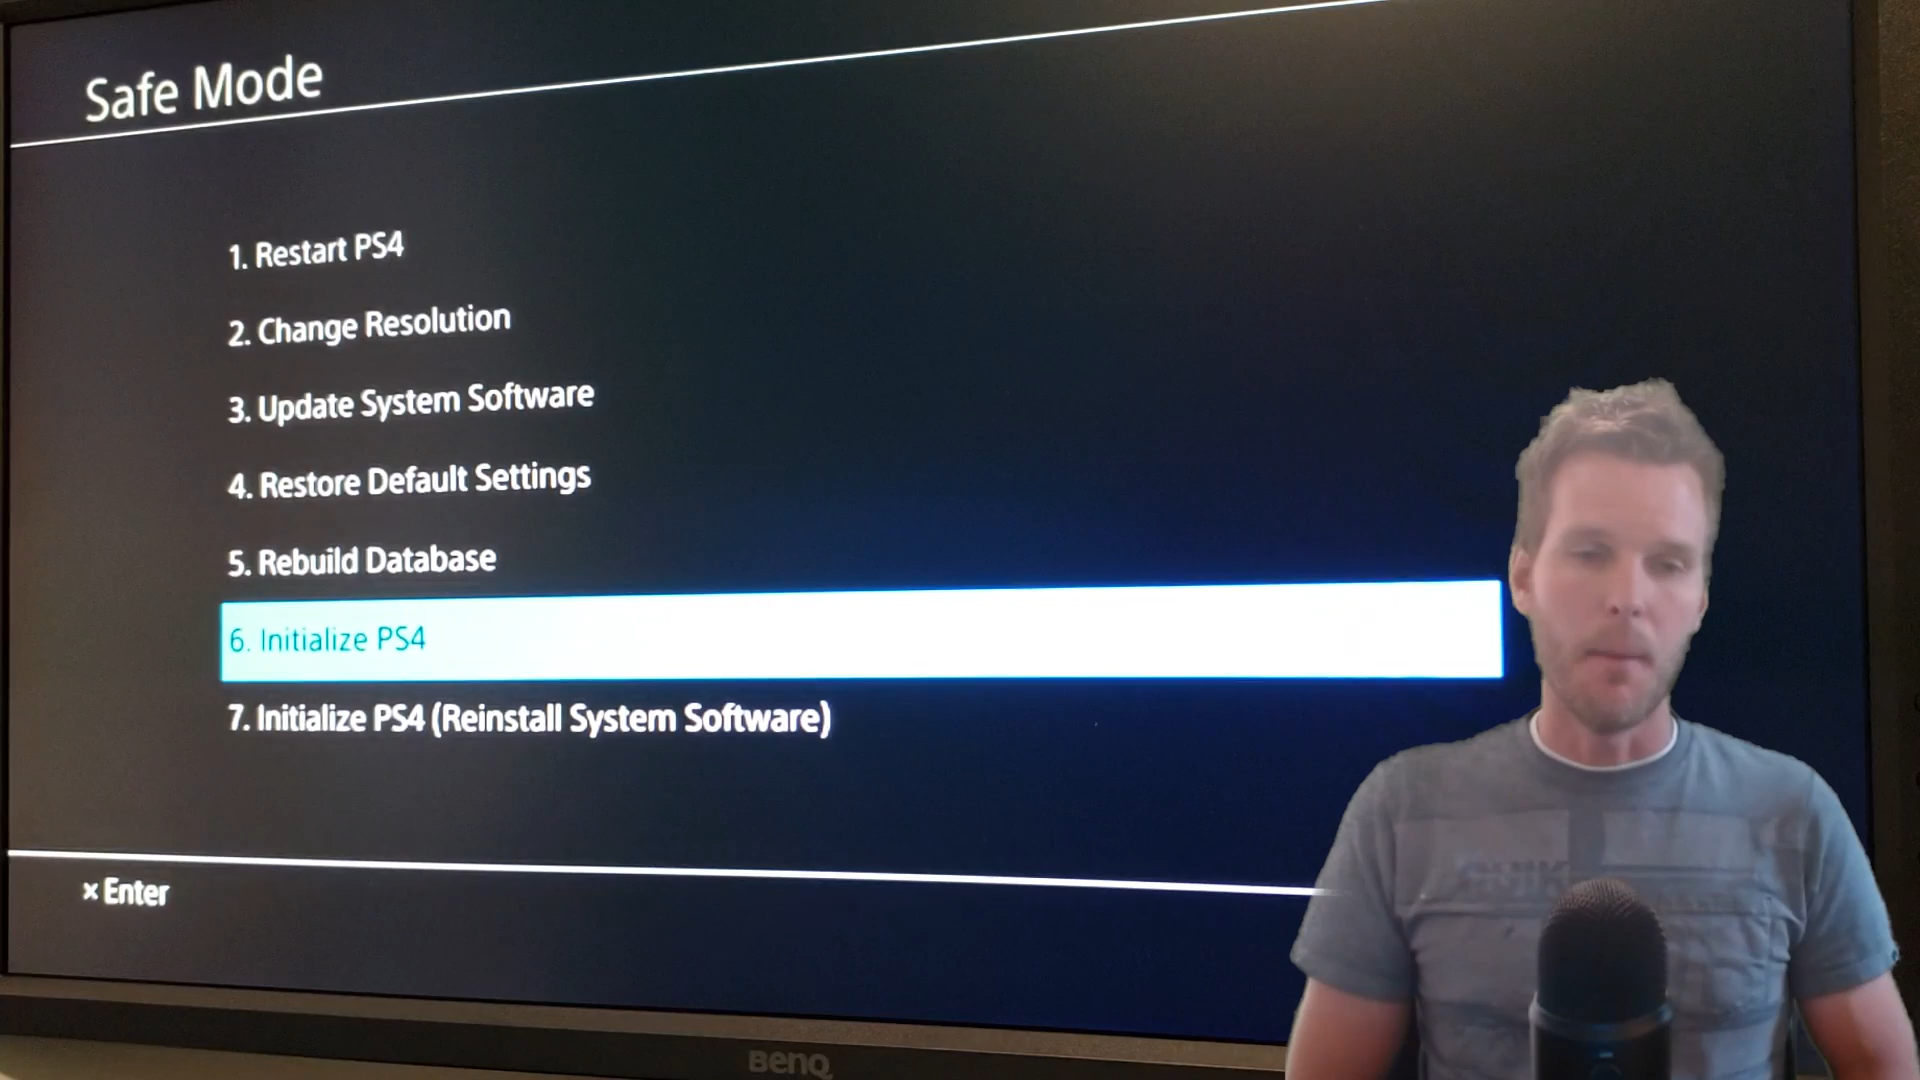 Safe Mode
1. Restart PS4
2. Change Resolution
3. Update System Software
4. Restore Default Settings
5. Rebuild Database
6. Initialize PS4
7. Initialize PS4 (Reinstall System Software)
× Enter
BenQ